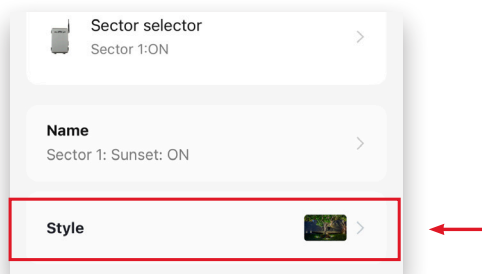 Sector selector
Sector 1:ON
Name
Sector 1: Sunset: ON
Style